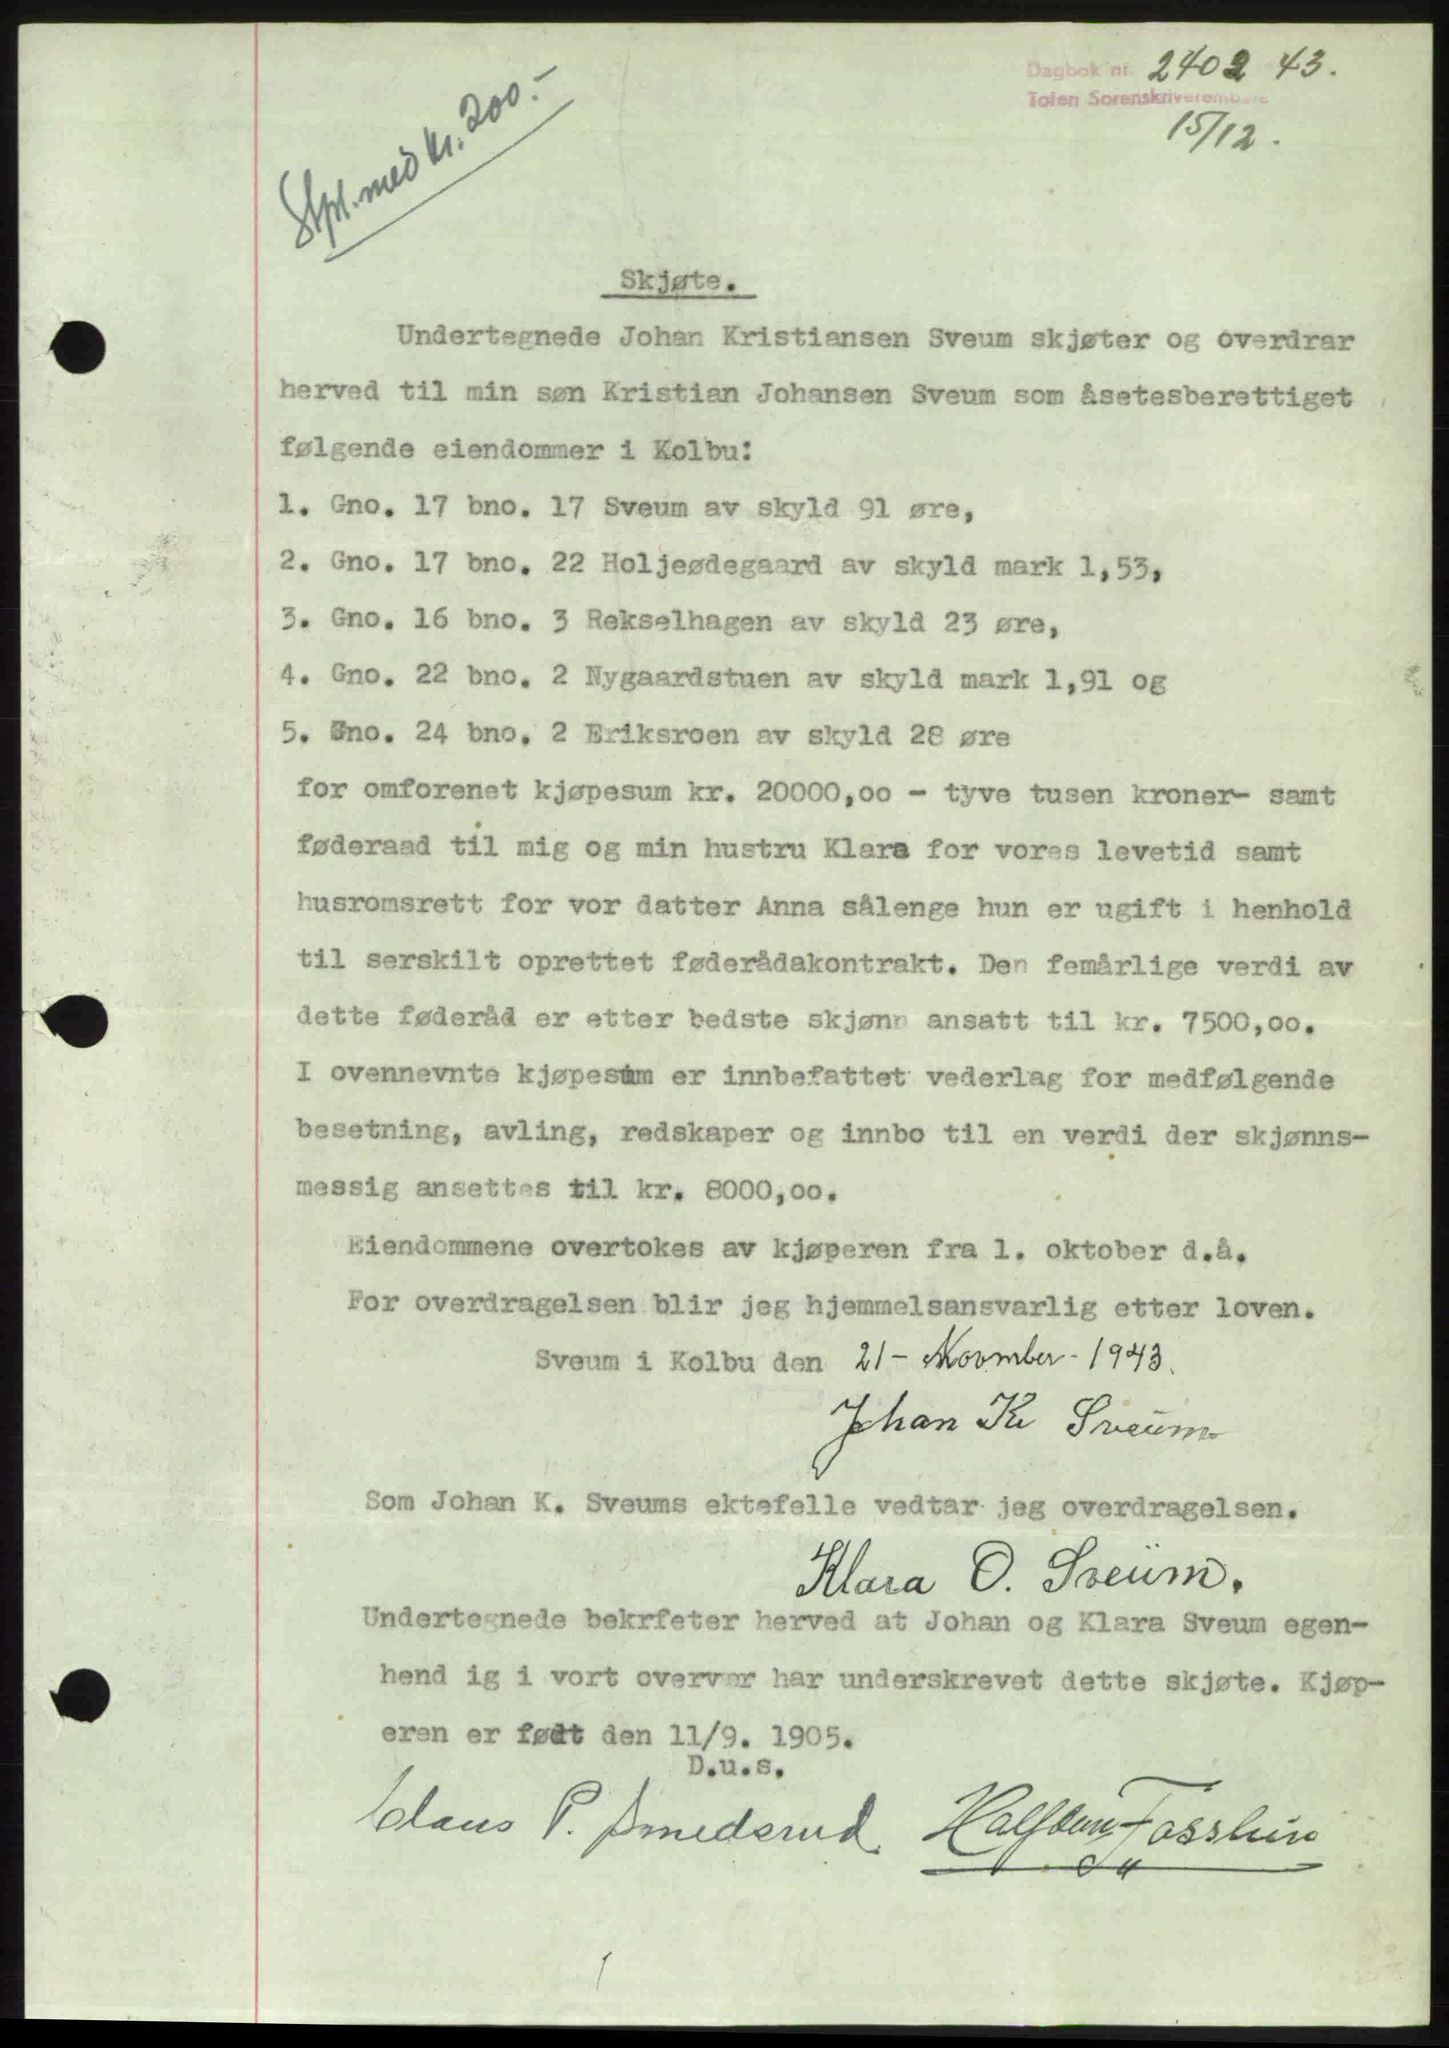 Dagbok nr. 2402 43.
Toten Sorenskriverembete
15/12.
Stpl. med kr. 200.-
Skjøte.
Undertegnede Johan Kristiansen Sveum skjøter og overdrar
herved til min søn Kristian Johansen Sveum som åsetesberettiget
følgende eiendommer i Kolbu:
1. Gno. 17 bno. 17 Sveum av skyld 91 øre,
2. Gno. 17 bno. 22 Holjeødegaard av skyld mark 1,53,
3. Gno. 16 bno. 3 Rekselhagen av skyld 23 øre,
4. Gno. 22 bno. 2 Nygaardstuen av skyld mark 1,91 og
5. Gno. 24 bno. 2 Eriksroen av skyld 28 øre
for omforenet kjøpesum kr. 20000,oo - tyve tusen kroner- samt
føderaad til mig og min hustru Klara for vores levetid samt
husromsrett for vor datter Anna sålenge hun er ugift i henhold
til serskilt oprettet føderådakontrakt. Den femårlige verdi av
dette føderåd er etter bedste skjønn ansatt til kr. 7500,oo.
I ovennevnte kjøpesum er innbefattet vederlag for medfølgende
besetning, avling, redskaper og innbo til en verdi der skjønns-
messig ansettes til kr. 8000,oo.
Eiendommene overtokes av kjøperen fra 1. oktober d.å.
For overdragelsen blir jeg hjemmelsansvarlig etter loven.
Sveum i Kolbu den 21- Novmber - 1943.
Johan Kr Sveum
Som Johan K. Sveums ektefelle vedtar jeg overdragelsen.
Klara O. Sveum.
Undertegnede bekrfeter herved at Johan og Klara Sveum egen-
hend ig i vort overvær har underskrevet dette skjøte. Kjøp-
eren er født den 11/9. 1905.
D.u.s.
Claus P. Smedsrud Halfdan Fosslun